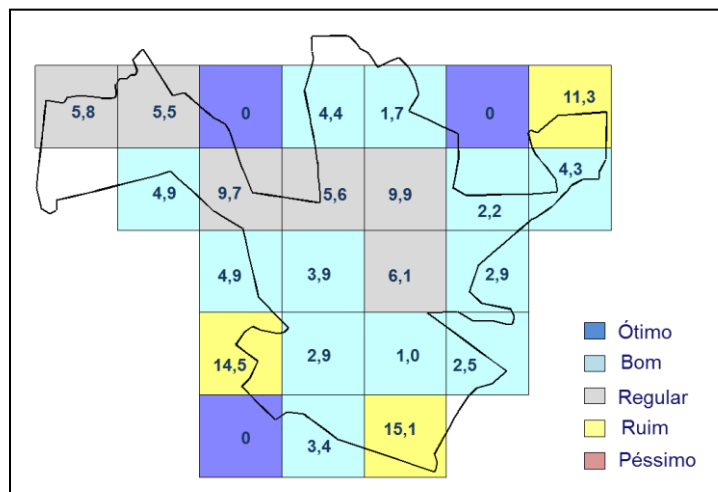 5,8 5,5 0 4,4 1,7 0 11,3
4,9 9,7 5,6 9,9 2,2 4,3
4,9 3,9 6,1 2,9
14,5 2,9 1,0 2,5
0 3,4 15,1
Ótimo
Bom
Regular
Ruim
Péssimo